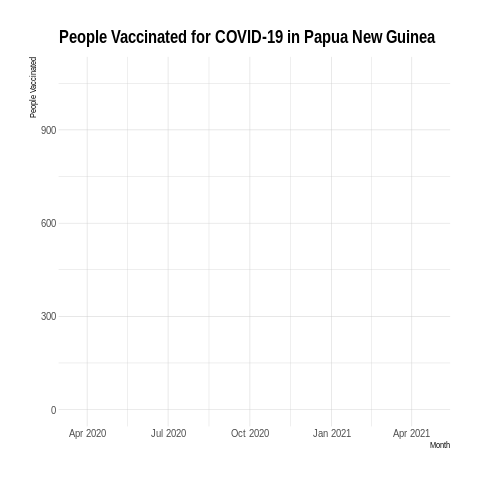 People Vaccinated for COVID-19 in Papua New Guinea
People Vaccinated
900
600
300
0
Apr 2020 Jul 2020 Oct 2020 Jan 2021 Apr 2021
Month